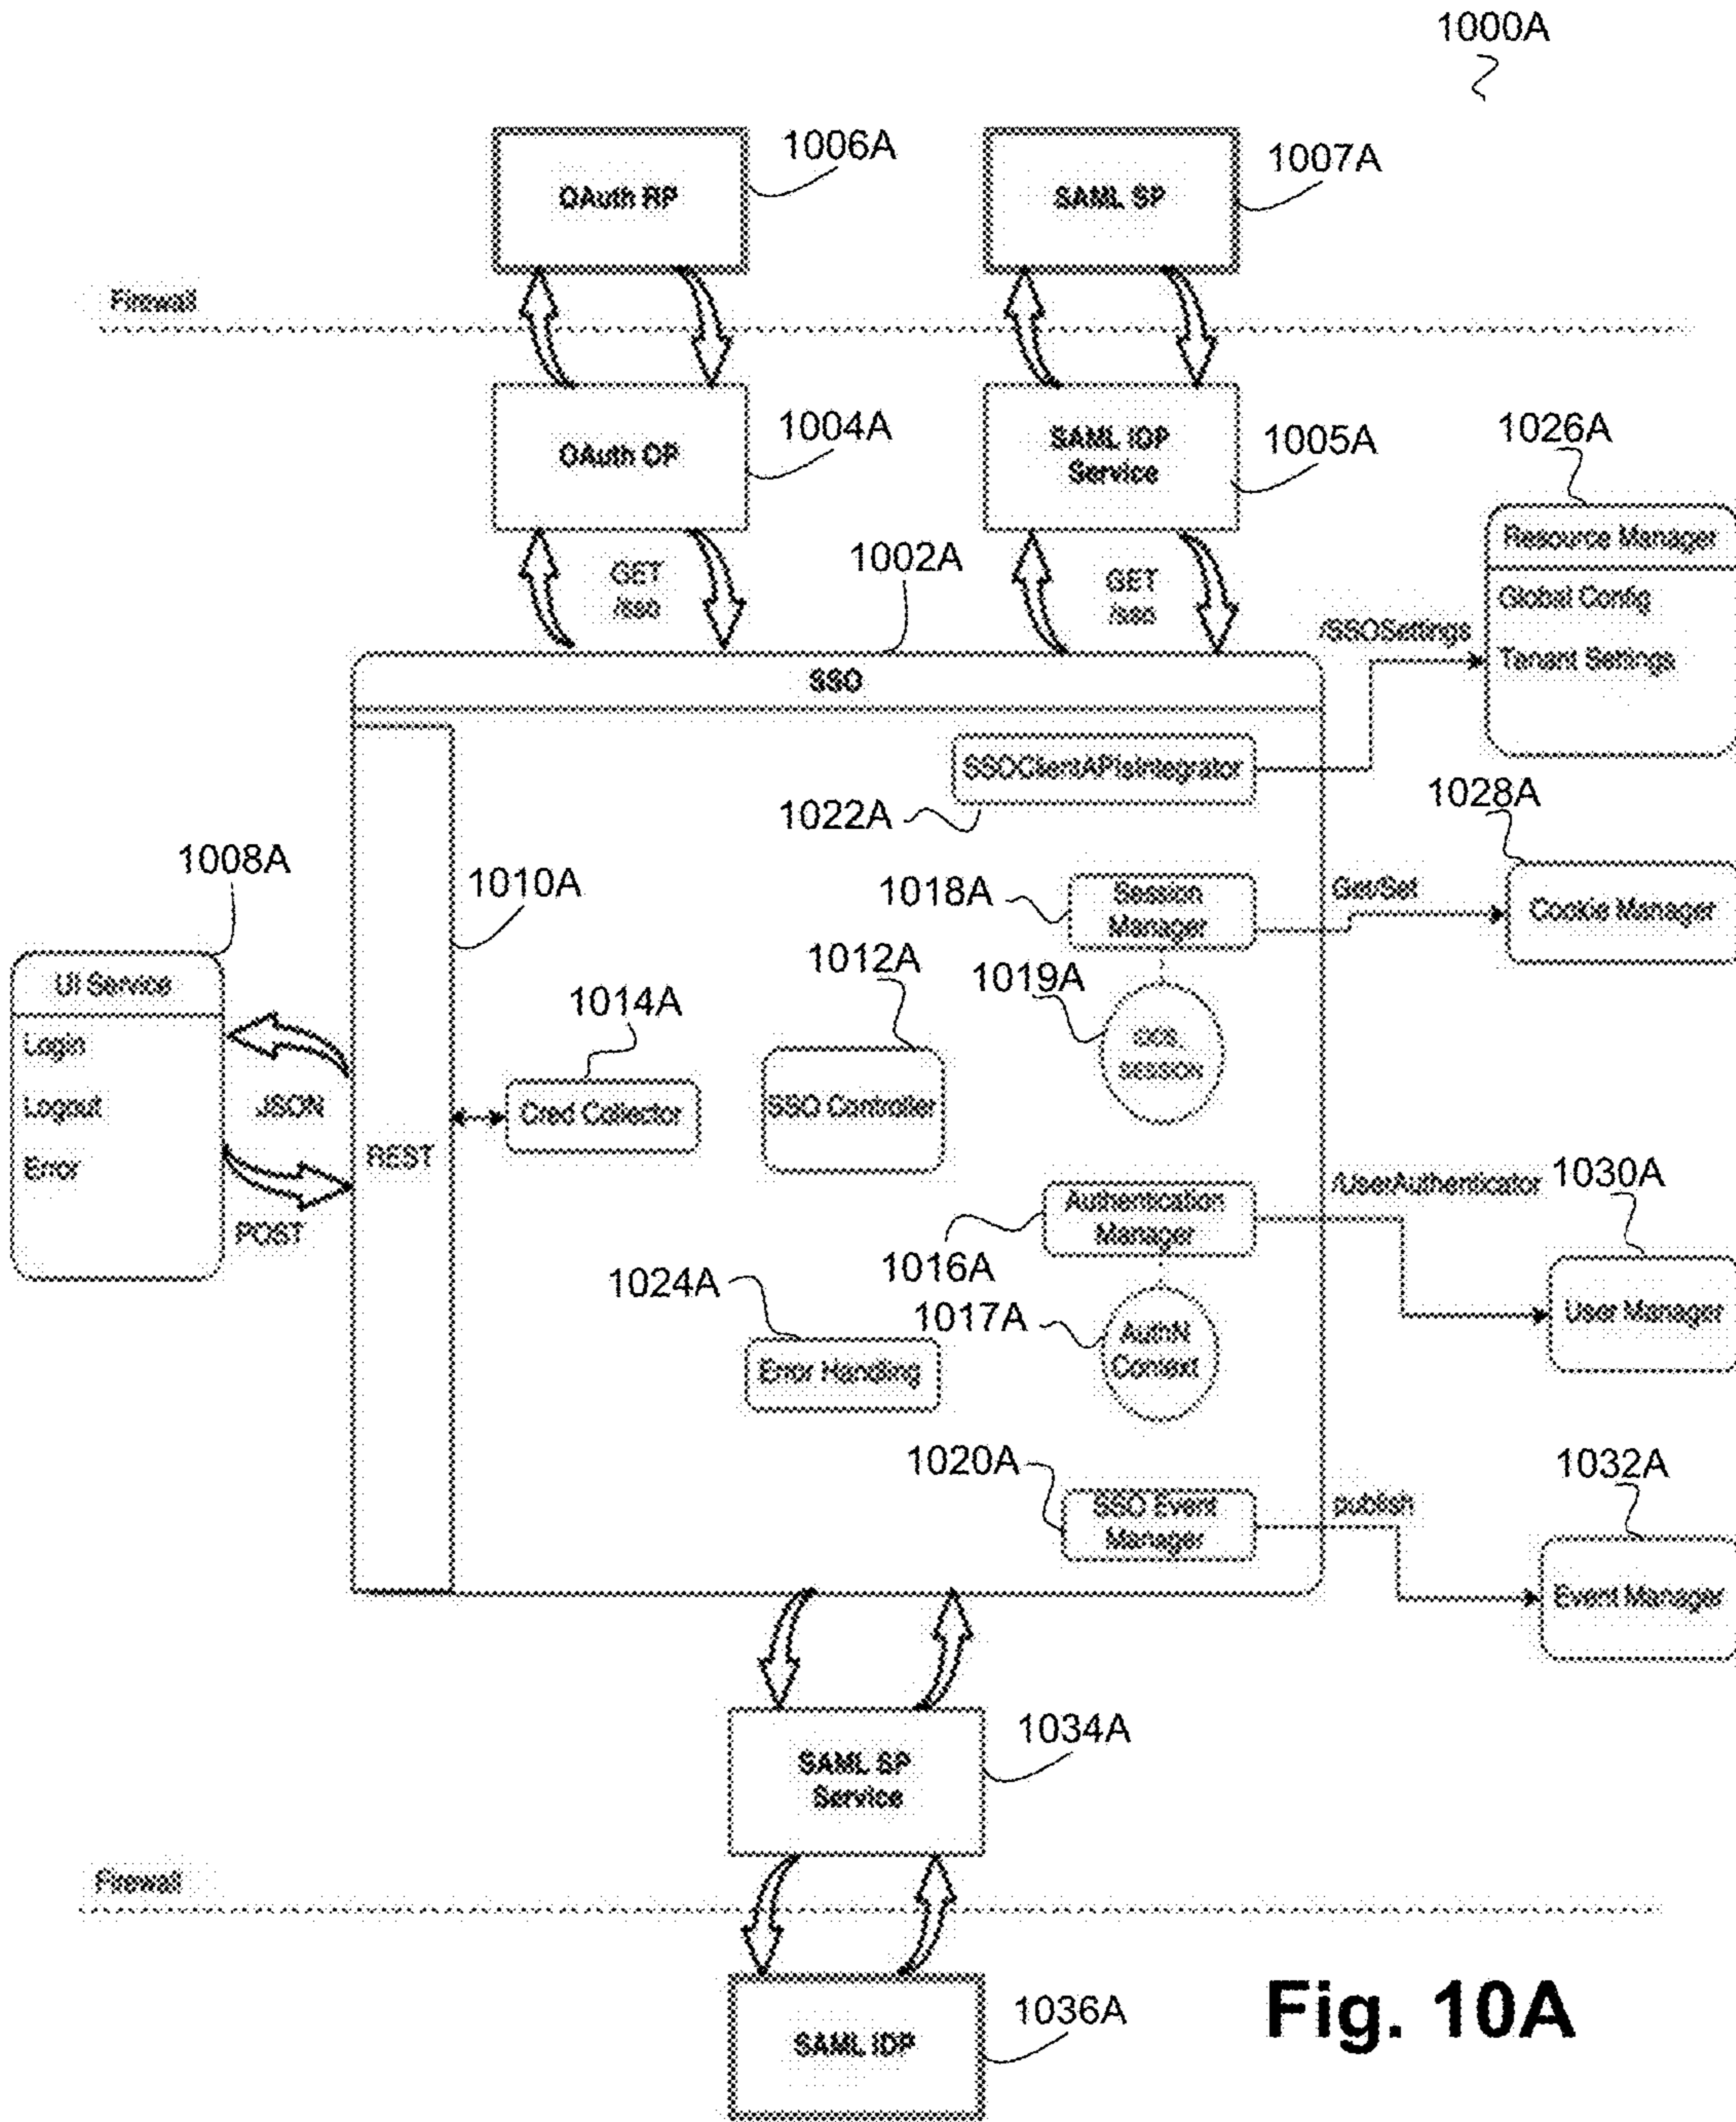 1000A
1006A
1007A
OAuth RP
SAML SP
Firewall
1004A
1005A
OAuth OP
SAML IDP
Service
1026A
1002A
GET
/sso
GET
/sso
Resource Manager
Global Config
Tenant Settings
/SSOSettings
SSO
SSOClientAPIsIntegrator
1022A
1028A
1008A
1010A
1018A
Session
Manager
Get/Set
Cookie Manager
UI Service
Login
Logout
Error
JSON
POST
REST
1014A
Cred Collector
1012A
SSO Controller
1019A
SESSION
1030A
/UserAuthenticator
Authentication
Manager
1016A
User Manager
1024A
1017A
AuthN
Context
Error Handling
1020A
1032A
SSO Event
Manager
publish
Event Manager
1034A
SAML SP
Service
Firewall
1036A
SAML IDP
Fig. 10A